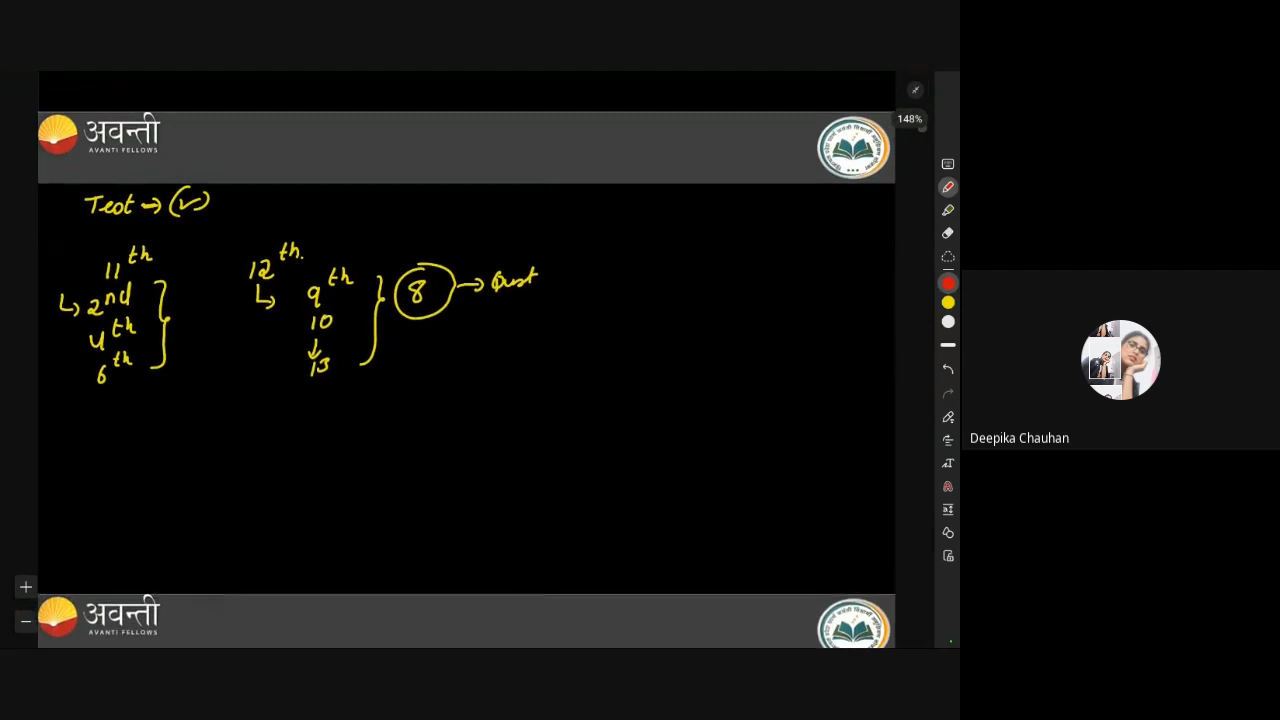 148%
अवन्ती
AVANTI FELLOWS
Test → (✓)
11th
↳ 2nd
4th
6th
12th.
↳ 9th
10
↓
13
8 → Quest
Deepika Chauhan
अवन्ती
AVANTI FELLOWS